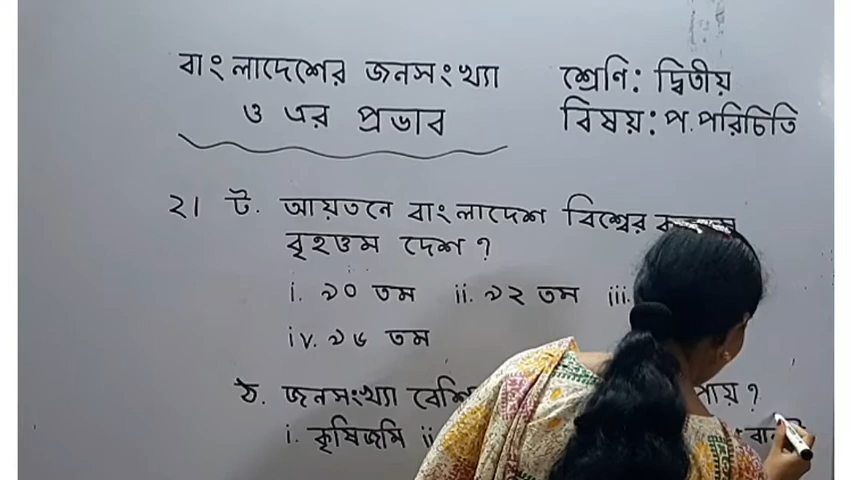 বাংলাদেশের জনসংখ্যা
ও এর প্রভাব
শ্রেণি: দ্বিতীয়
বিষয়: প.পরিচিতি
২। ট. আয়তনে বাংলাদেশ বিশ্বের
বৃহত্তম দেশ ?
i. ৯০ তম ii. ৯২ তম iii.
iv. ৯৬ তম
ঠ. জনসংখ্যা পায় ?
i. কৃষিজমি ii